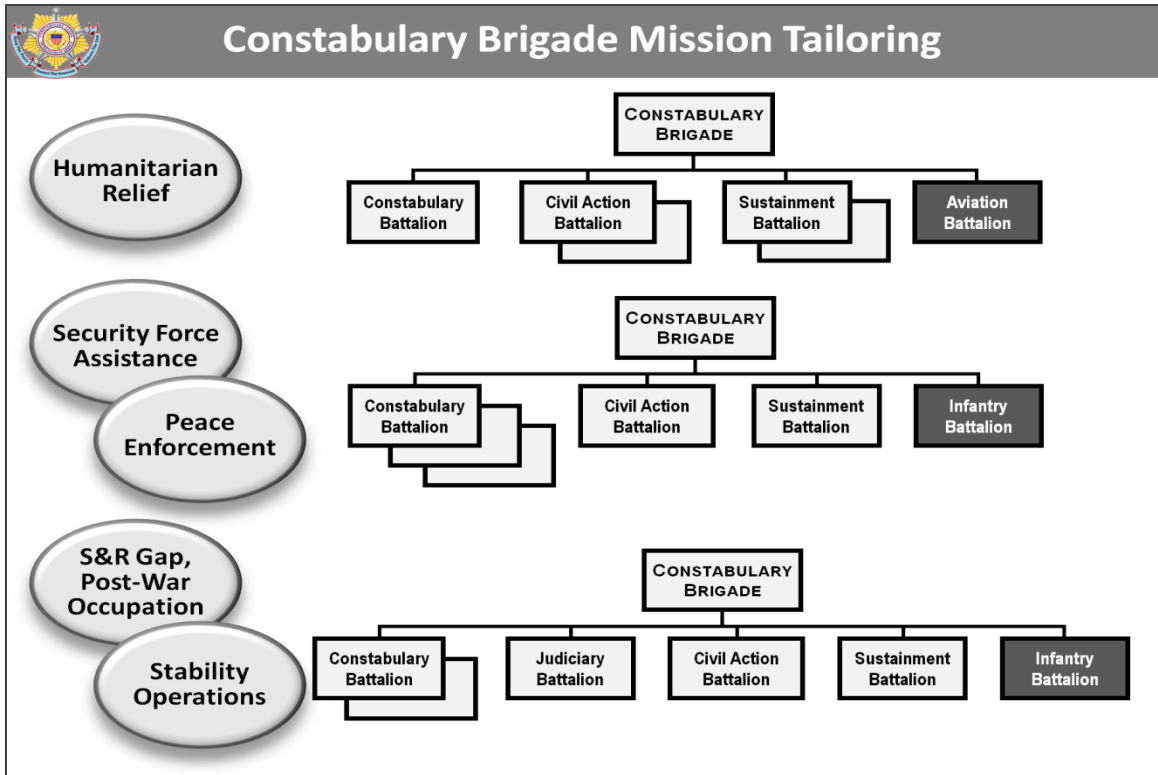 Constabulary Brigade Mission Tailoring
Humanitarian
Relief
CONSTABULARY
BRIGADE
Constabulary
Battalion
Civil Action
Battalion
Sustainment
Battalion
Aviation
Battalion
Security Force
Assistance
Peace
Enforcement
CONSTABULARY
BRIGADE
Constabulary
Battalion
Civil Action
Battalion
Sustainment
Battalion
Infantry
Battalion
S&R Gap,
Post-War
Occupation
Stability
Operations
CONSTABULARY
BRIGADE
Constabulary
Battalion
Judiciary
Battalion
Civil Action
Battalion
Sustainment
Battalion
Infantry
Battalion